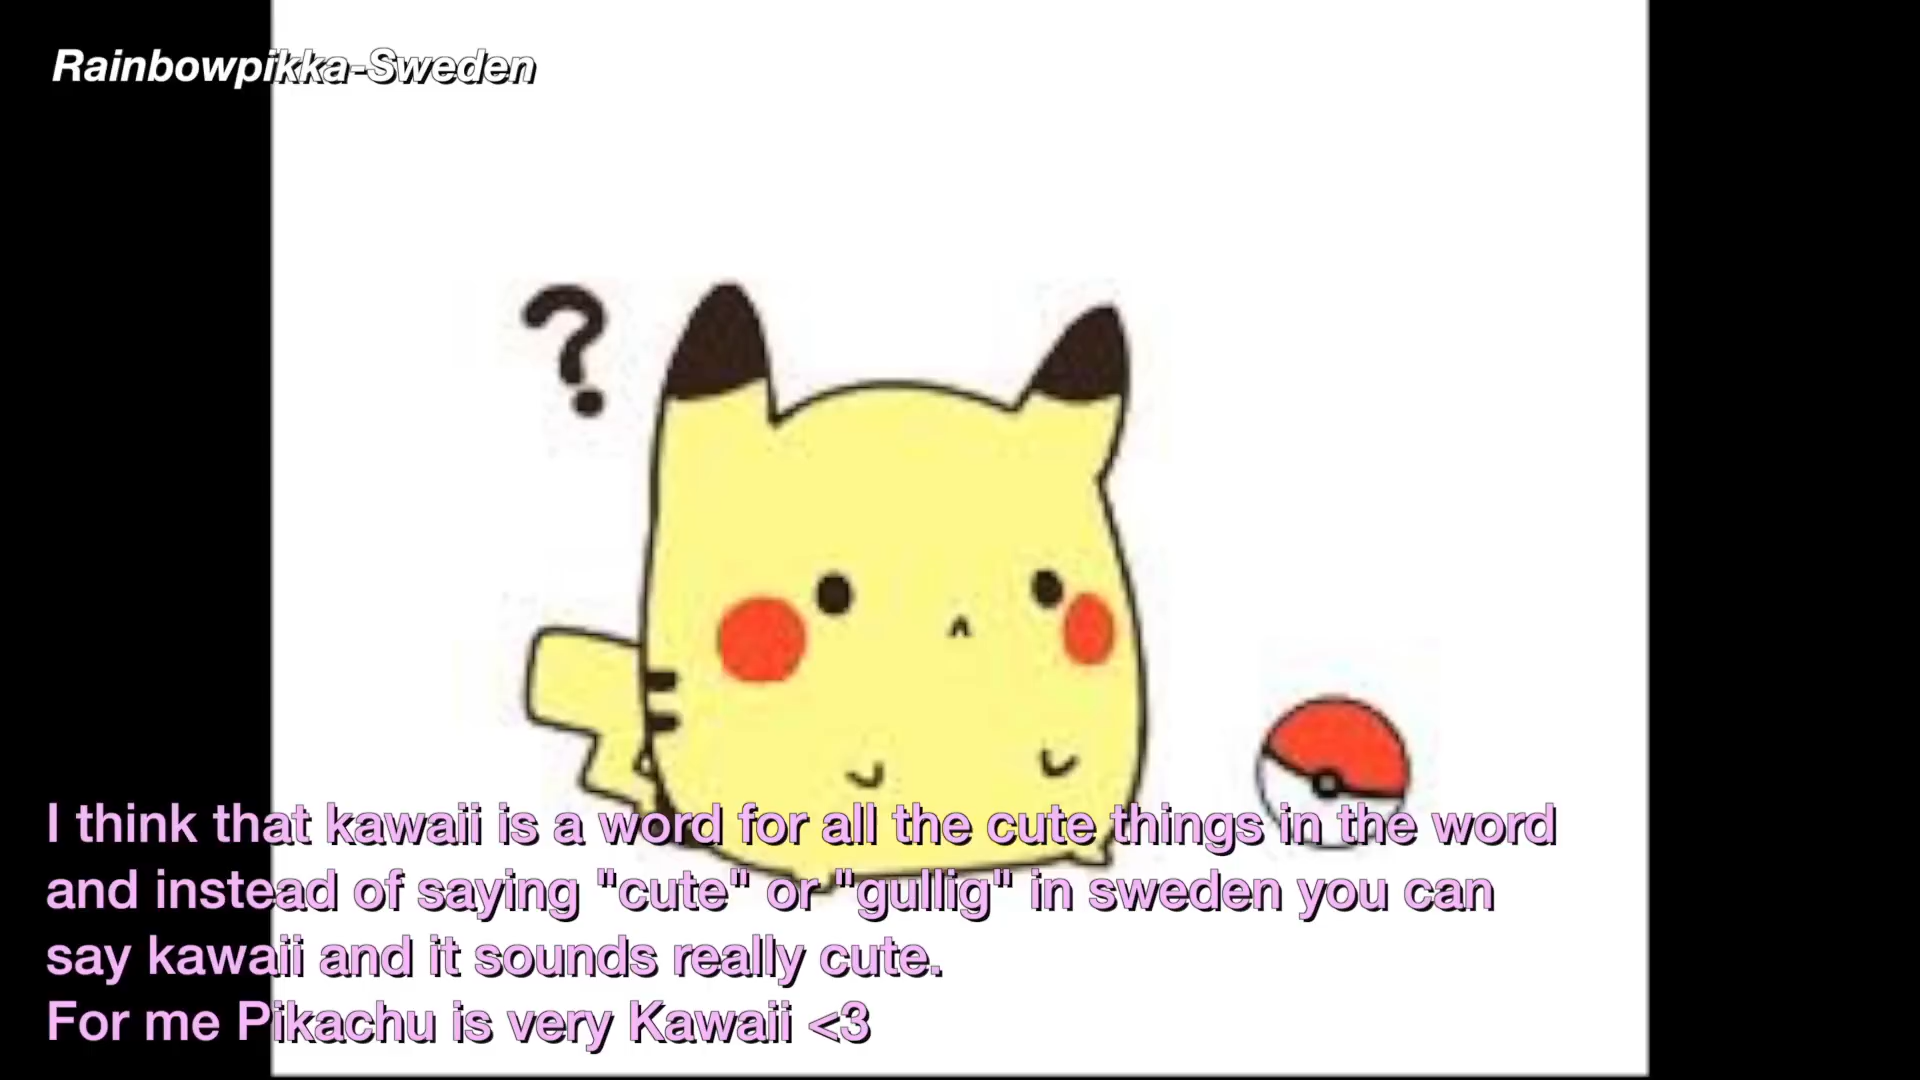 Rainbowpikka-Sweden
?
I think that kawaii is a word for all the cute things in the word
and instead of saying "cute" or "gullig" in sweden you can
say kawaii and it sounds really cute.
For me Pikachu is very Kawaii <3